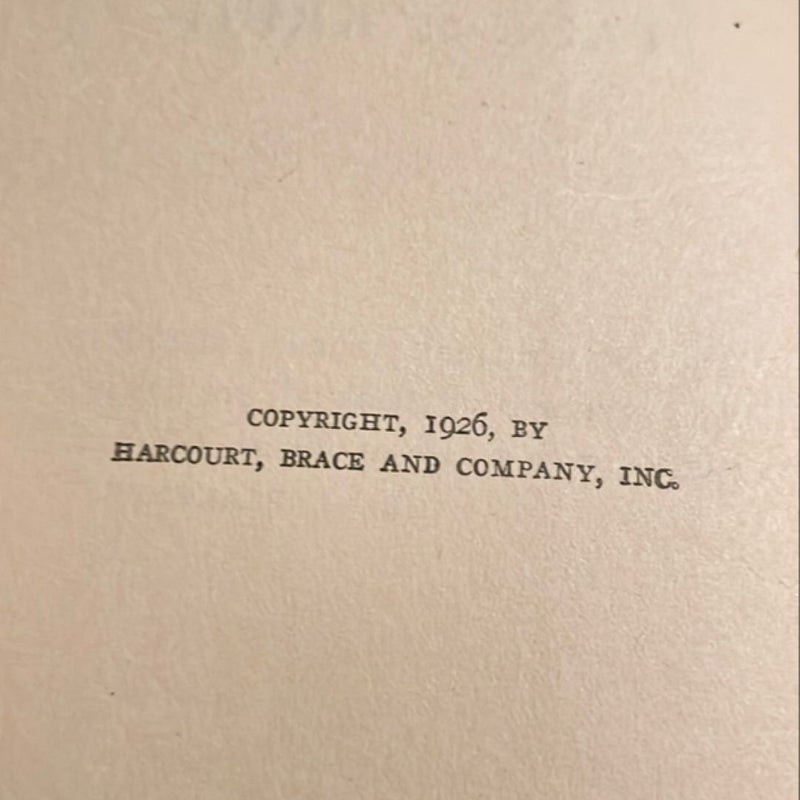 COPYRIGHT, 1926, BY
HARCOURT, BRACE AND COMPANY, INC.